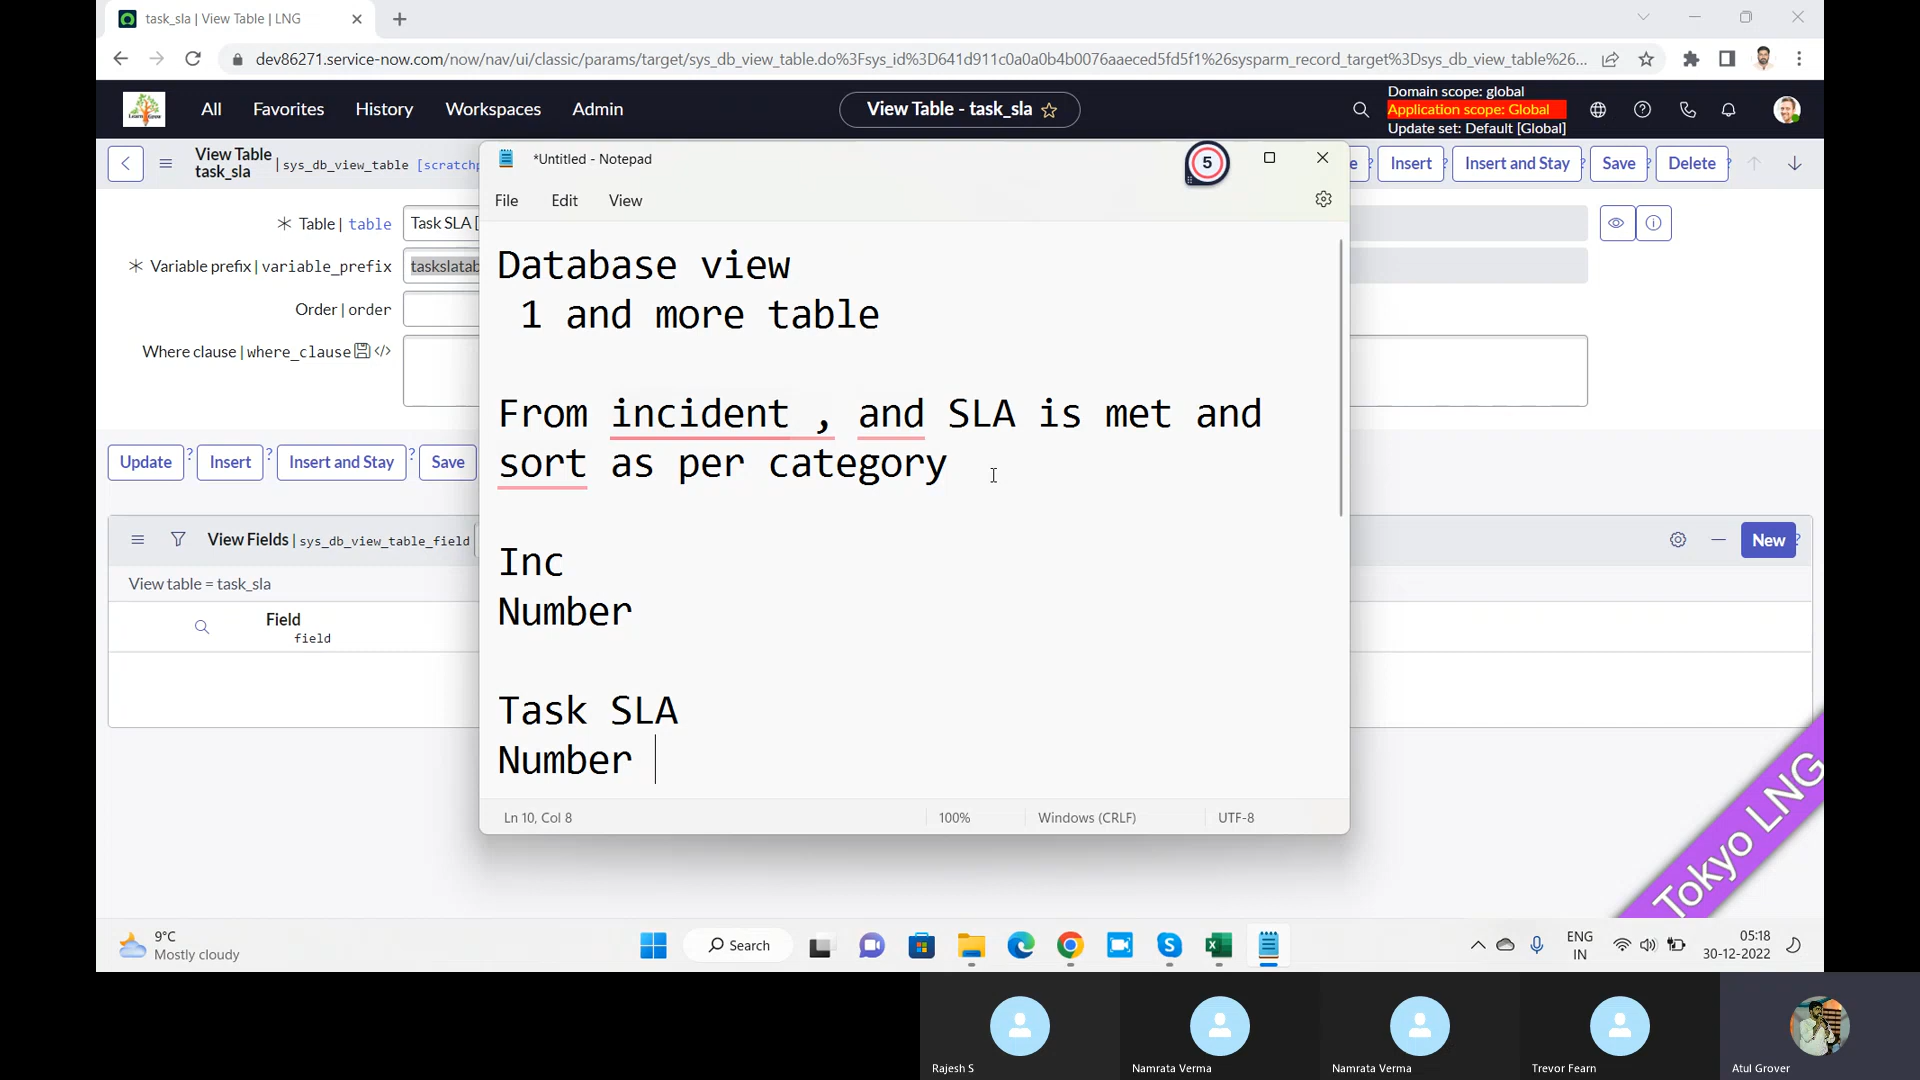 task_sla | View Table | LNG
dev86271.service-now.com/now/nav/ui/classic/params/target/sys_db_view_table.do%3Fsys_id%3D641d911c0a0a0b4b0076aaeced5fd5f1%26sysparm_record_target%3Dsys_db_view_table%26...
All Favorites History Workspaces Admin
View Table - task_sla
Domain scope: global
Application scope: Global
Update set: Default [Global]
View Table
task_sla
| sys_db_view_table [scratchp
*Untitled - Notepad
5
e ? Insert ? Insert and Stay ? Save ? Delete ?
File Edit View
Table | table
Task SLA [
Variable prefix | variable_prefix
taskslatab
Order | order
Where clause | where_clause
Database view
1 and more table
From incident , and SLA is met and
sort as per category
Inc
Number
Task SLA
Number
Ln 10, Col 8 100% Windows (CRLF) UTF-8
Update ? Insert ? Insert and Stay ? Save
View Fields | sys_db_view_table_field
New ?
View table = task_sla
Field
field
Tokyo LNG
9°C
Mostly cloudy
Search
ENG
IN
05:18
30-12-2022
Rajesh S
Namrata Verma
Namrata Verma
Trevor Fearn
Atul Grover